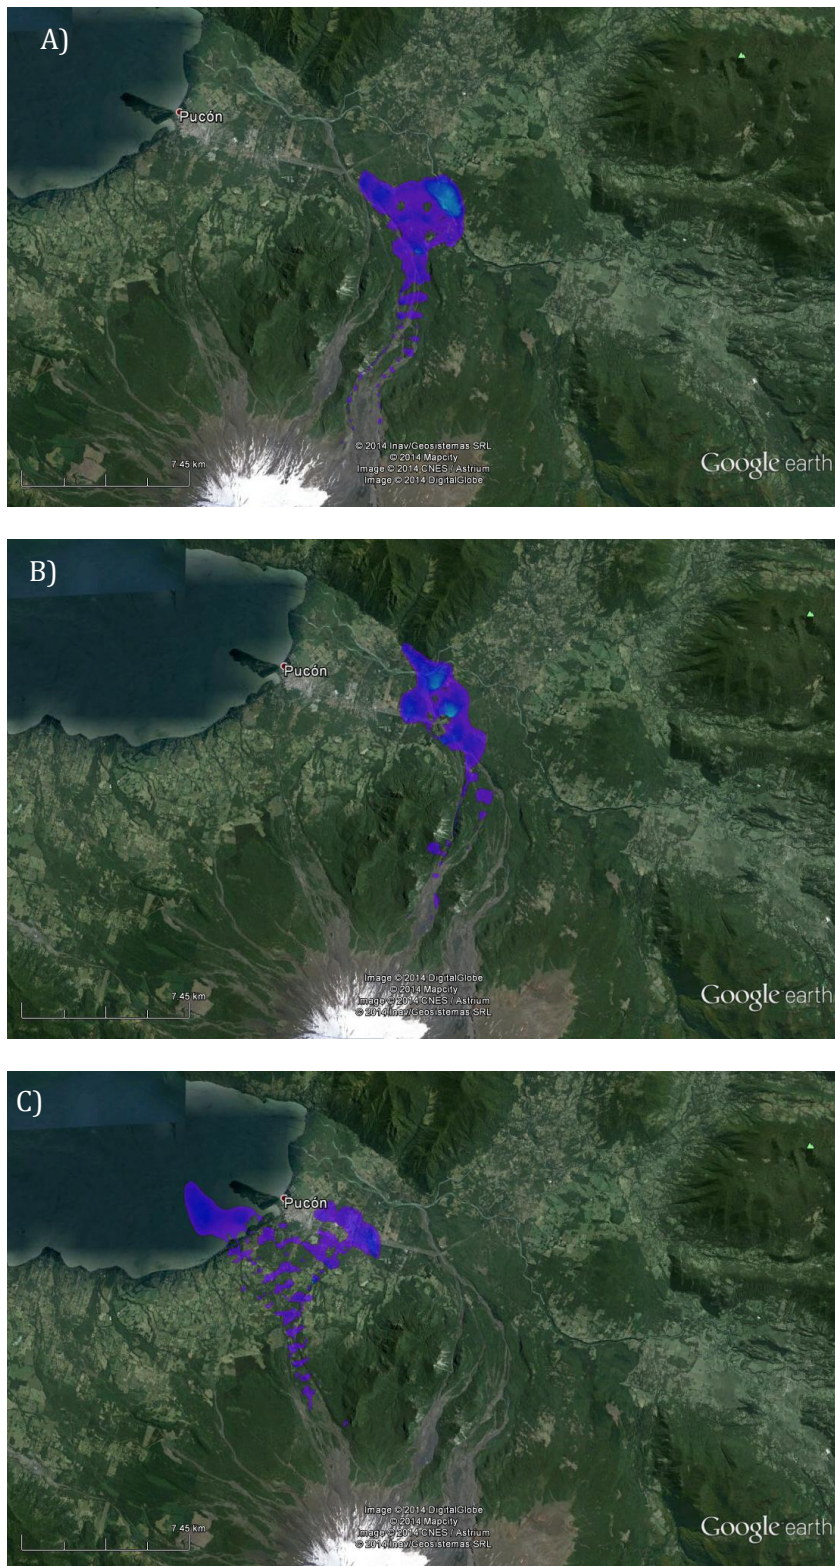 A)
Pucón
© 2014 Inav/Geosistemas SRL
© 2014 Mapcity
Image © 2014 CNES / Astrium
Image © 2014 DigitalGlobe
7.45 km
Google earth
B)
Pucón
7.45 km
Image © 2014 DigitalGlobe
© 2014 Mapcity
Image © 2014 CNES / Astrium
© 2014 Inav/Geosistemas SRL
Google earth
C)
Pucón
7.45 km
Image © 2014 DigitalGlobe
© 2014 Mapcity
Image © 2014 CNES / Astrium
© 2014 Inav/Geosistemas SRL
Google earth